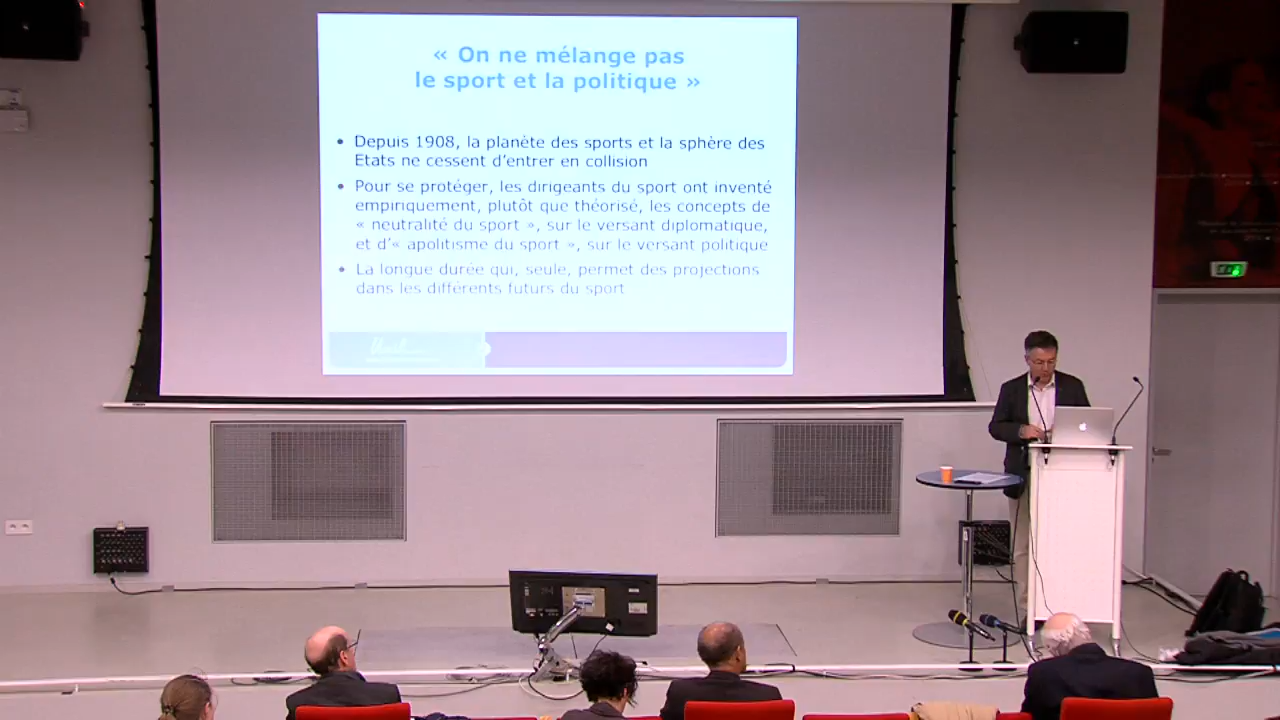 « On ne mélange pas
le sport et la politique »
• Depuis 1908, la planète des sports et la sphère des
Etats ne cessent d'entrer en collision
• Pour se protéger, les dirigeants du sport ont inventé
empiriquement, plutôt que théorisé, les concepts de
« neutralité du sport », sur le versant diplomatique,
et d'« apolitisme du sport », sur le versant politique
• La longue durée qui, seule, permet des projections
dans les différents futurs du sport